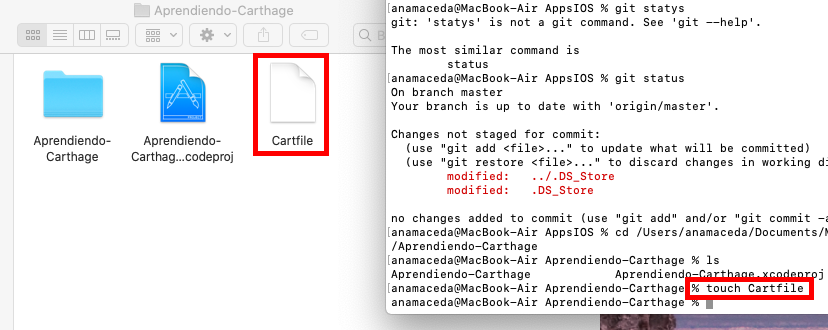 Aprendiendo-Carthage
Aprendiendo-
Carthage
Aprendiendo-
Carthag...codeproj
Cartfile
[anamaceda@MacBook-Air AppsIOS % git statys
git: 'statys' is not a git command. See 'git --help'.
The most similar command is
status
[anamaceda@MacBook-Air AppsIOS % git status
On branch master
Your branch is up to date with 'origin/master'.
Changes not staged for commit:
(use "git add <file>..." to update what will be committed)
(use "git restore <file>..." to discard changes in working di
modified: ../.DS_Store
modified: .DS_Store
no changes added to commit (use "git add" and/or "git commit -a
[anamaceda@MacBook-Air AppsIOS % cd /Users/anamaceda/Documents/M
/Aprendiendo-Carthage
[anamaceda@MacBook-Air Aprendiendo-Carthage % ls
Aprendiendo-Carthage Aprendiendo-Carthage.xcodeproj
[anamaceda@MacBook-Air Aprendiendo-Carthage % touch Cartfile
anamaceda@MacBook-Air Aprendiendo-Carthage %